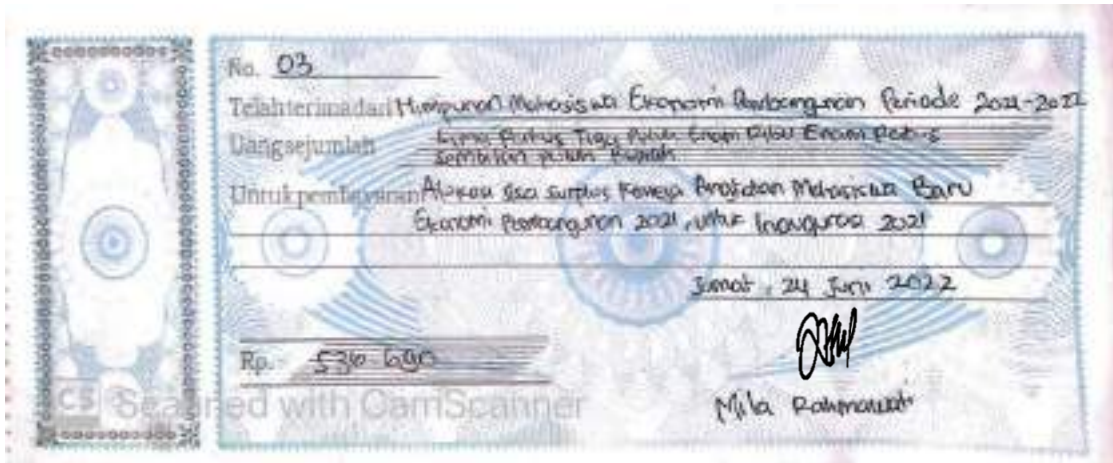 No. 03
Telah terima dari Himpunan Mahasiswa Ekonomi Pembangunan Periode 2021-2022
Uang sejumlah Lima Ratus Tiga Puluh Enam Ribu Enam Ratus
Sembilan puluh Rupiah
Untuk pembayaran Alokasi sisa surplus Kemeja Angkatan Mahasiswa Baru
Ekonomi Pembangunan 2021, untuk Inaugurasi 2021
Jumat, 24 Juni 2022
Rp. 536.690
CS Scanned with CamScanner
Mila Rahmawati